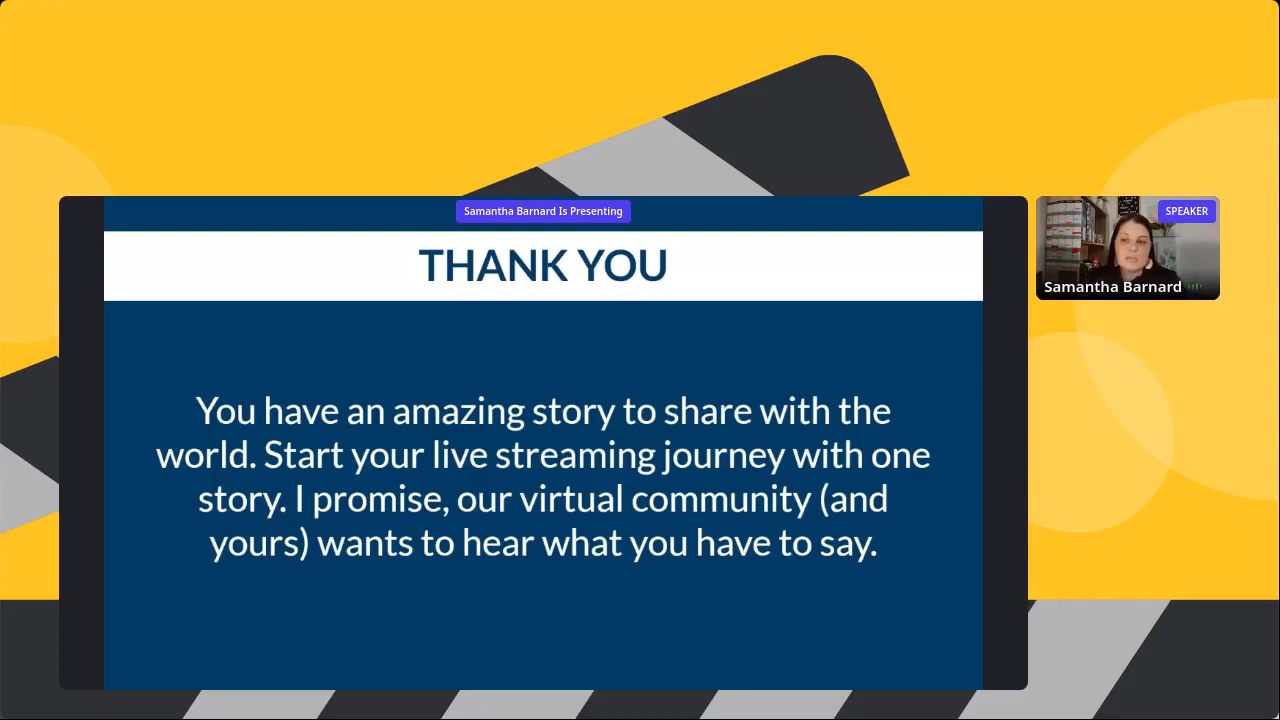 Samantha Barnard Is Presenting
THANK YOU
You have an amazing story to share with the
world. Start your live streaming journey with one
story. I promise, our virtual community (and
yours) wants to hear what you have to say.
SPEAKER
Samantha Barnard